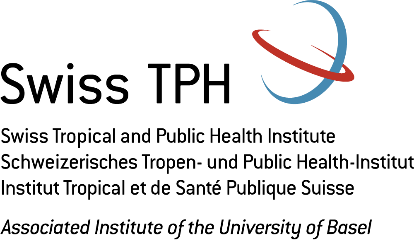 Swiss TPH
Swiss Tropical and Public Health Institute
Schweizerisches Tropen- und Public Health-Institut
Institut Tropical et de Santé Publique Suisse
Associated Institute of the University of Basel